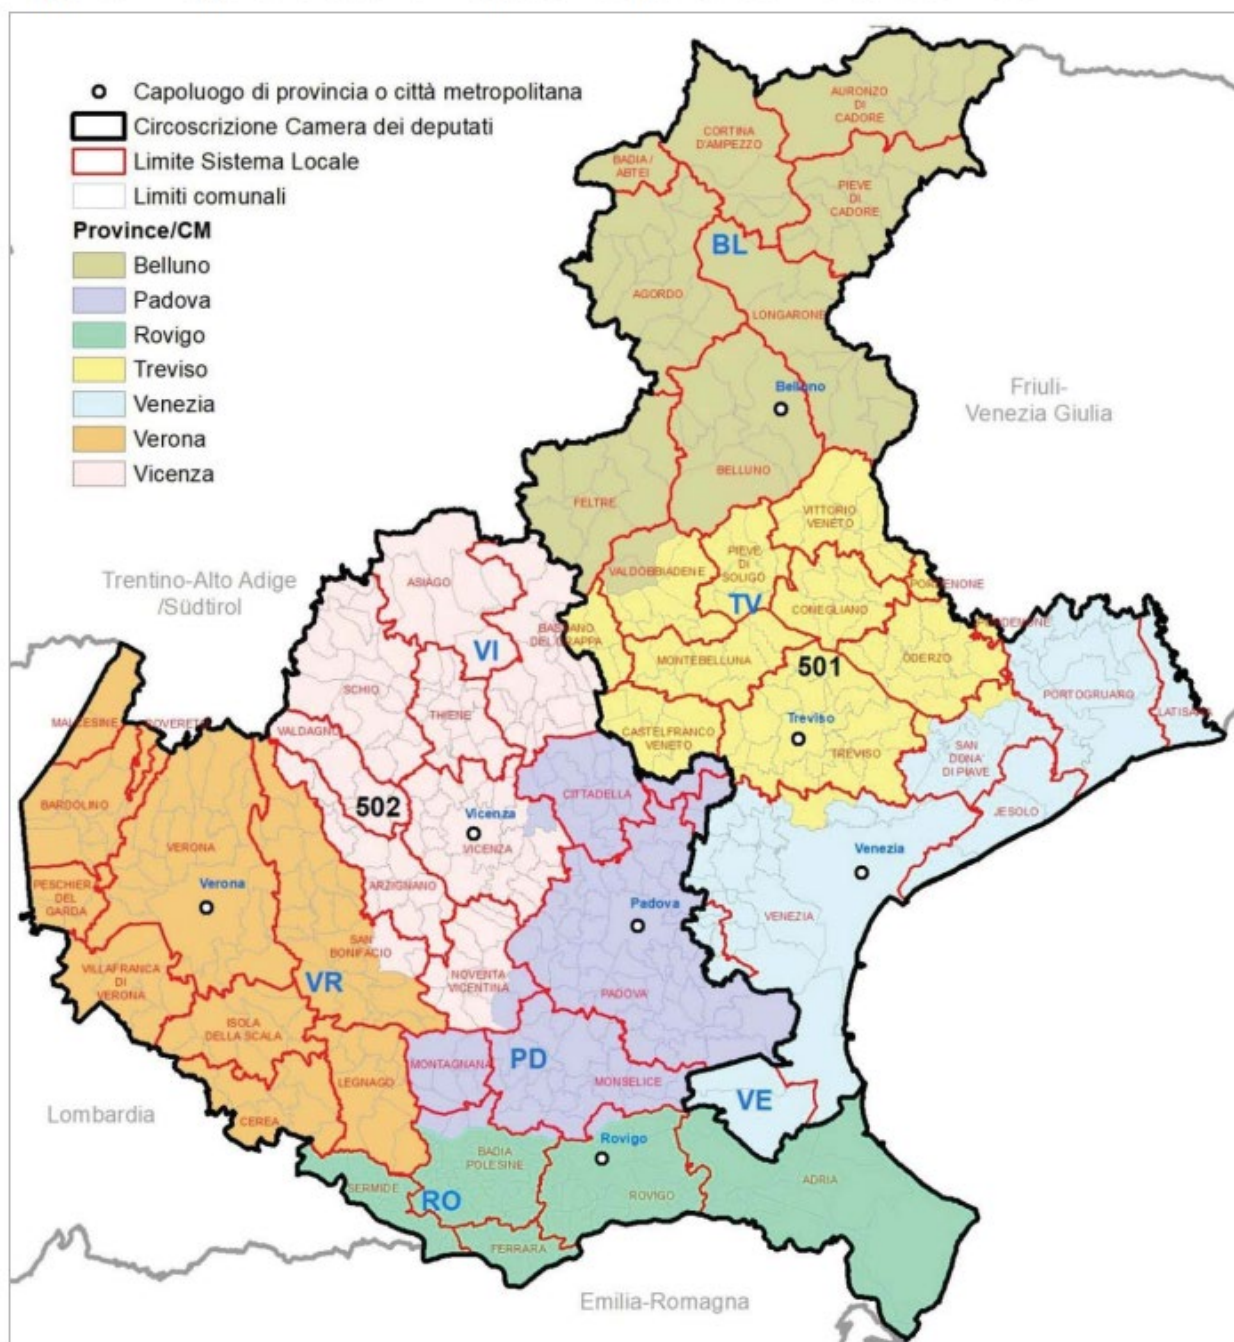 Capoluogo di provincia o città metropolitana
Circoscrizione Camera dei deputati
Limite Sistema Locale
Limiti comunali
Province/CM
Belluno
Padova
Rovigo
Treviso
Venezia
Verona
Vicenza
AURONZO
DI
CADORE
CORTINA
D'AMPEZZO
BADIA /
ABTEI
PIEVE
DI
CADORE
BL
AGORDO
LONGARONE
Belluno
BELLUNO
FELTRE
Friuli-
Venezia Giulia
VITTORIO
VENETO
PIEVE
DI
SOLIGO
VALDOBBIADENE
TV
CONEGLIANO
PORDENONE
PORDENONE
ODERZO
501
MONTEBELLUNA
CASTELFRANCO
VENETO
Treviso
TREVISO
PORTOGRUARO
LATISANA
SAN
DONA'
DI PIAVE
JESOLO
Venezia
VENEZIA
Trentino-Alto Adige
/Südtirol
ASIAGO
BASSANO
DEL GRAPPA
VI
SCHIO
THIENE
VALDAGNO
502
Vicenza
VICENZA
ARZIGNANO
NOVENTA
VICENTINA
CITTADELLA
Padova
PADOVA
MALCESINE
ROVERETO
BARDOLINO
VERONA
Verona
PESCHIERA
DEL
GARDA
SAN
BONIFACIO
VR
VILLAFRANCA
DI
VERONA
ISOLA
DELLA SCALA
LEGNAGO
CEREA
MONTAGNANA
PD
MONSELICE
VE
Lombardia
Rovigo
BADIA
POLESINE
SERMIDE
RO
ROVIGO
ADRIA
FERRARA
Emilia-Romagna